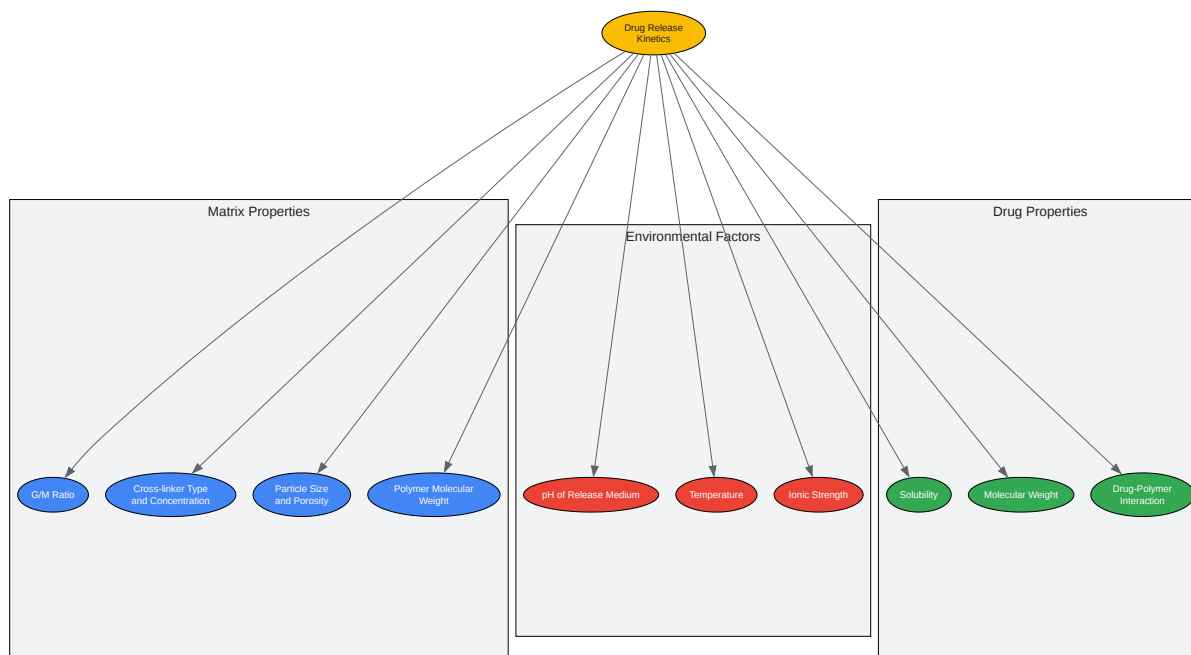 Drug Release
Kinetics
Matrix Properties
Environmental Factors
Drug Properties
G/M Ratio
Cross-linker Type
and Concentration
Particle Size
and Porosity
Polymer Molecular
Weight
pH of Release Medium
Temperature
Ionic Strength
Solubility
Molecular Weight
Drug-Polymer
Interaction